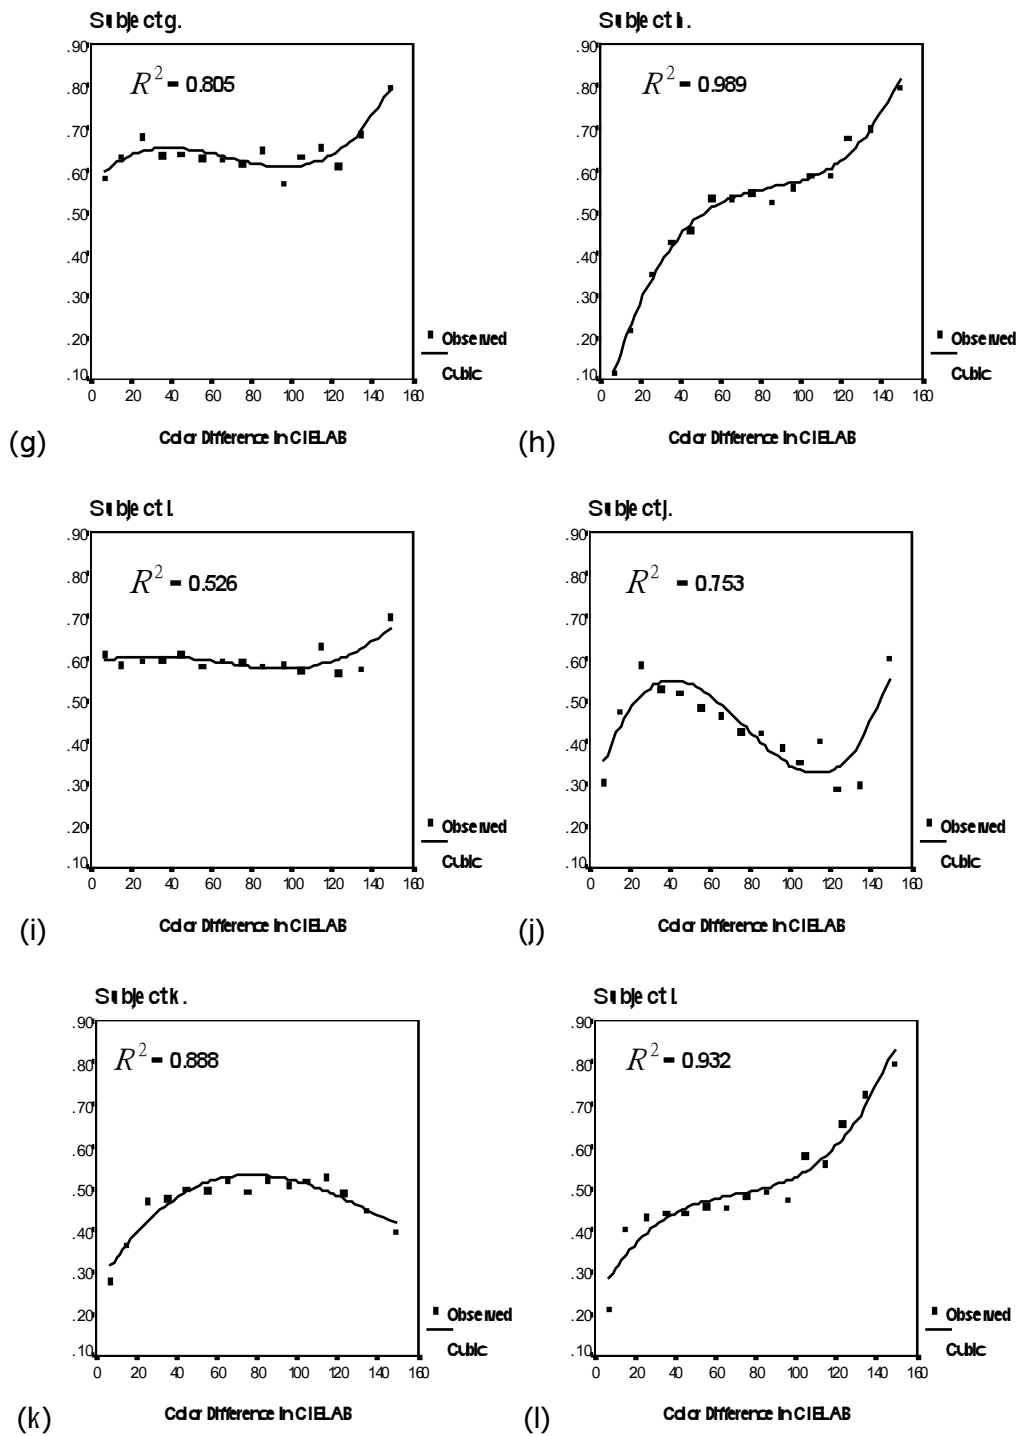 Subject g.
R² = 0.805
.90
.80
.70
.60
.50
.40
.30
.20
.10
0 20 40 60 80 100 120 140 160
Observed
Cubic
Color Difference in CIELAB
(g)
Subject h.
R² = 0.989
.90
.80
.70
.60
.50
.40
.30
.20
.10
0 20 40 60 80 100 120 140 160
Observed
Cubic
Color Difference in CIELAB
(h)
Subject i.
R² = 0.526
.90
.80
.70
.60
.50
.40
.30
.20
.10
0 20 40 60 80 100 120 140 160
Observed
Cubic
Color Difference in CIELAB
(i)
Subject j.
R² = 0.753
.90
.80
.70
.60
.50
.40
.30
.20
.10
0 20 40 60 80 100 120 140 160
Observed
Cubic
Color Difference in CIELAB
(j)
Subject k.
R² = 0.888
.90
.80
.70
.60
.50
.40
.30
.20
.10
0 20 40 60 80 100 120 140 160
Observed
Cubic
Color Difference in CIELAB
(k)
Subject l.
R² = 0.932
.90
.80
.70
.60
.50
.40
.30
.20
.10
0 20 40 60 80 100 120 140 160
Observed
Cubic
Color Difference in CIELAB
(l)